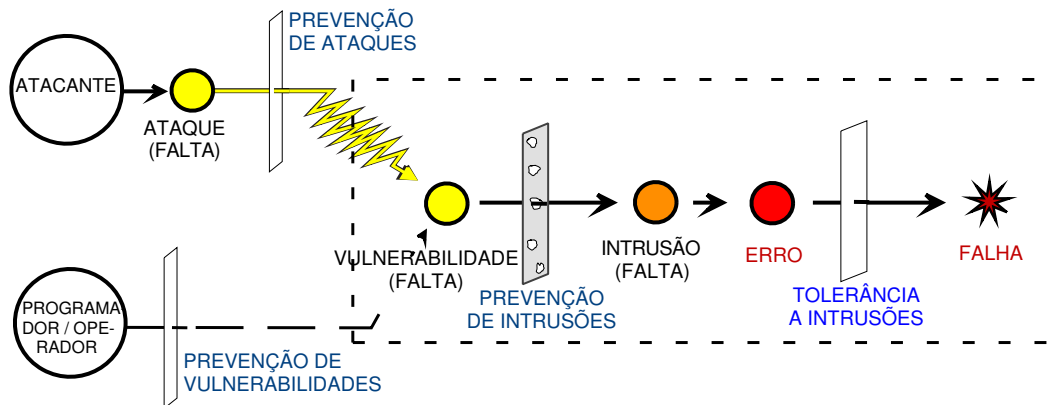 PREVENÇÃO
DE ATAQUES
ATACANTE
ATAQUE
(FALTA)
VULNERABILIDADE
(FALTA)
PREVENÇÃO
DE INTRUSÕES
INTRUSÃO
(FALTA)
ERRO
TOLERÂNCIA
A INTRUSÕES
FALHA
PROGRAMA
DOR / OPE-
RADOR
PREVENÇÃO DE
VULNERABILIDADES